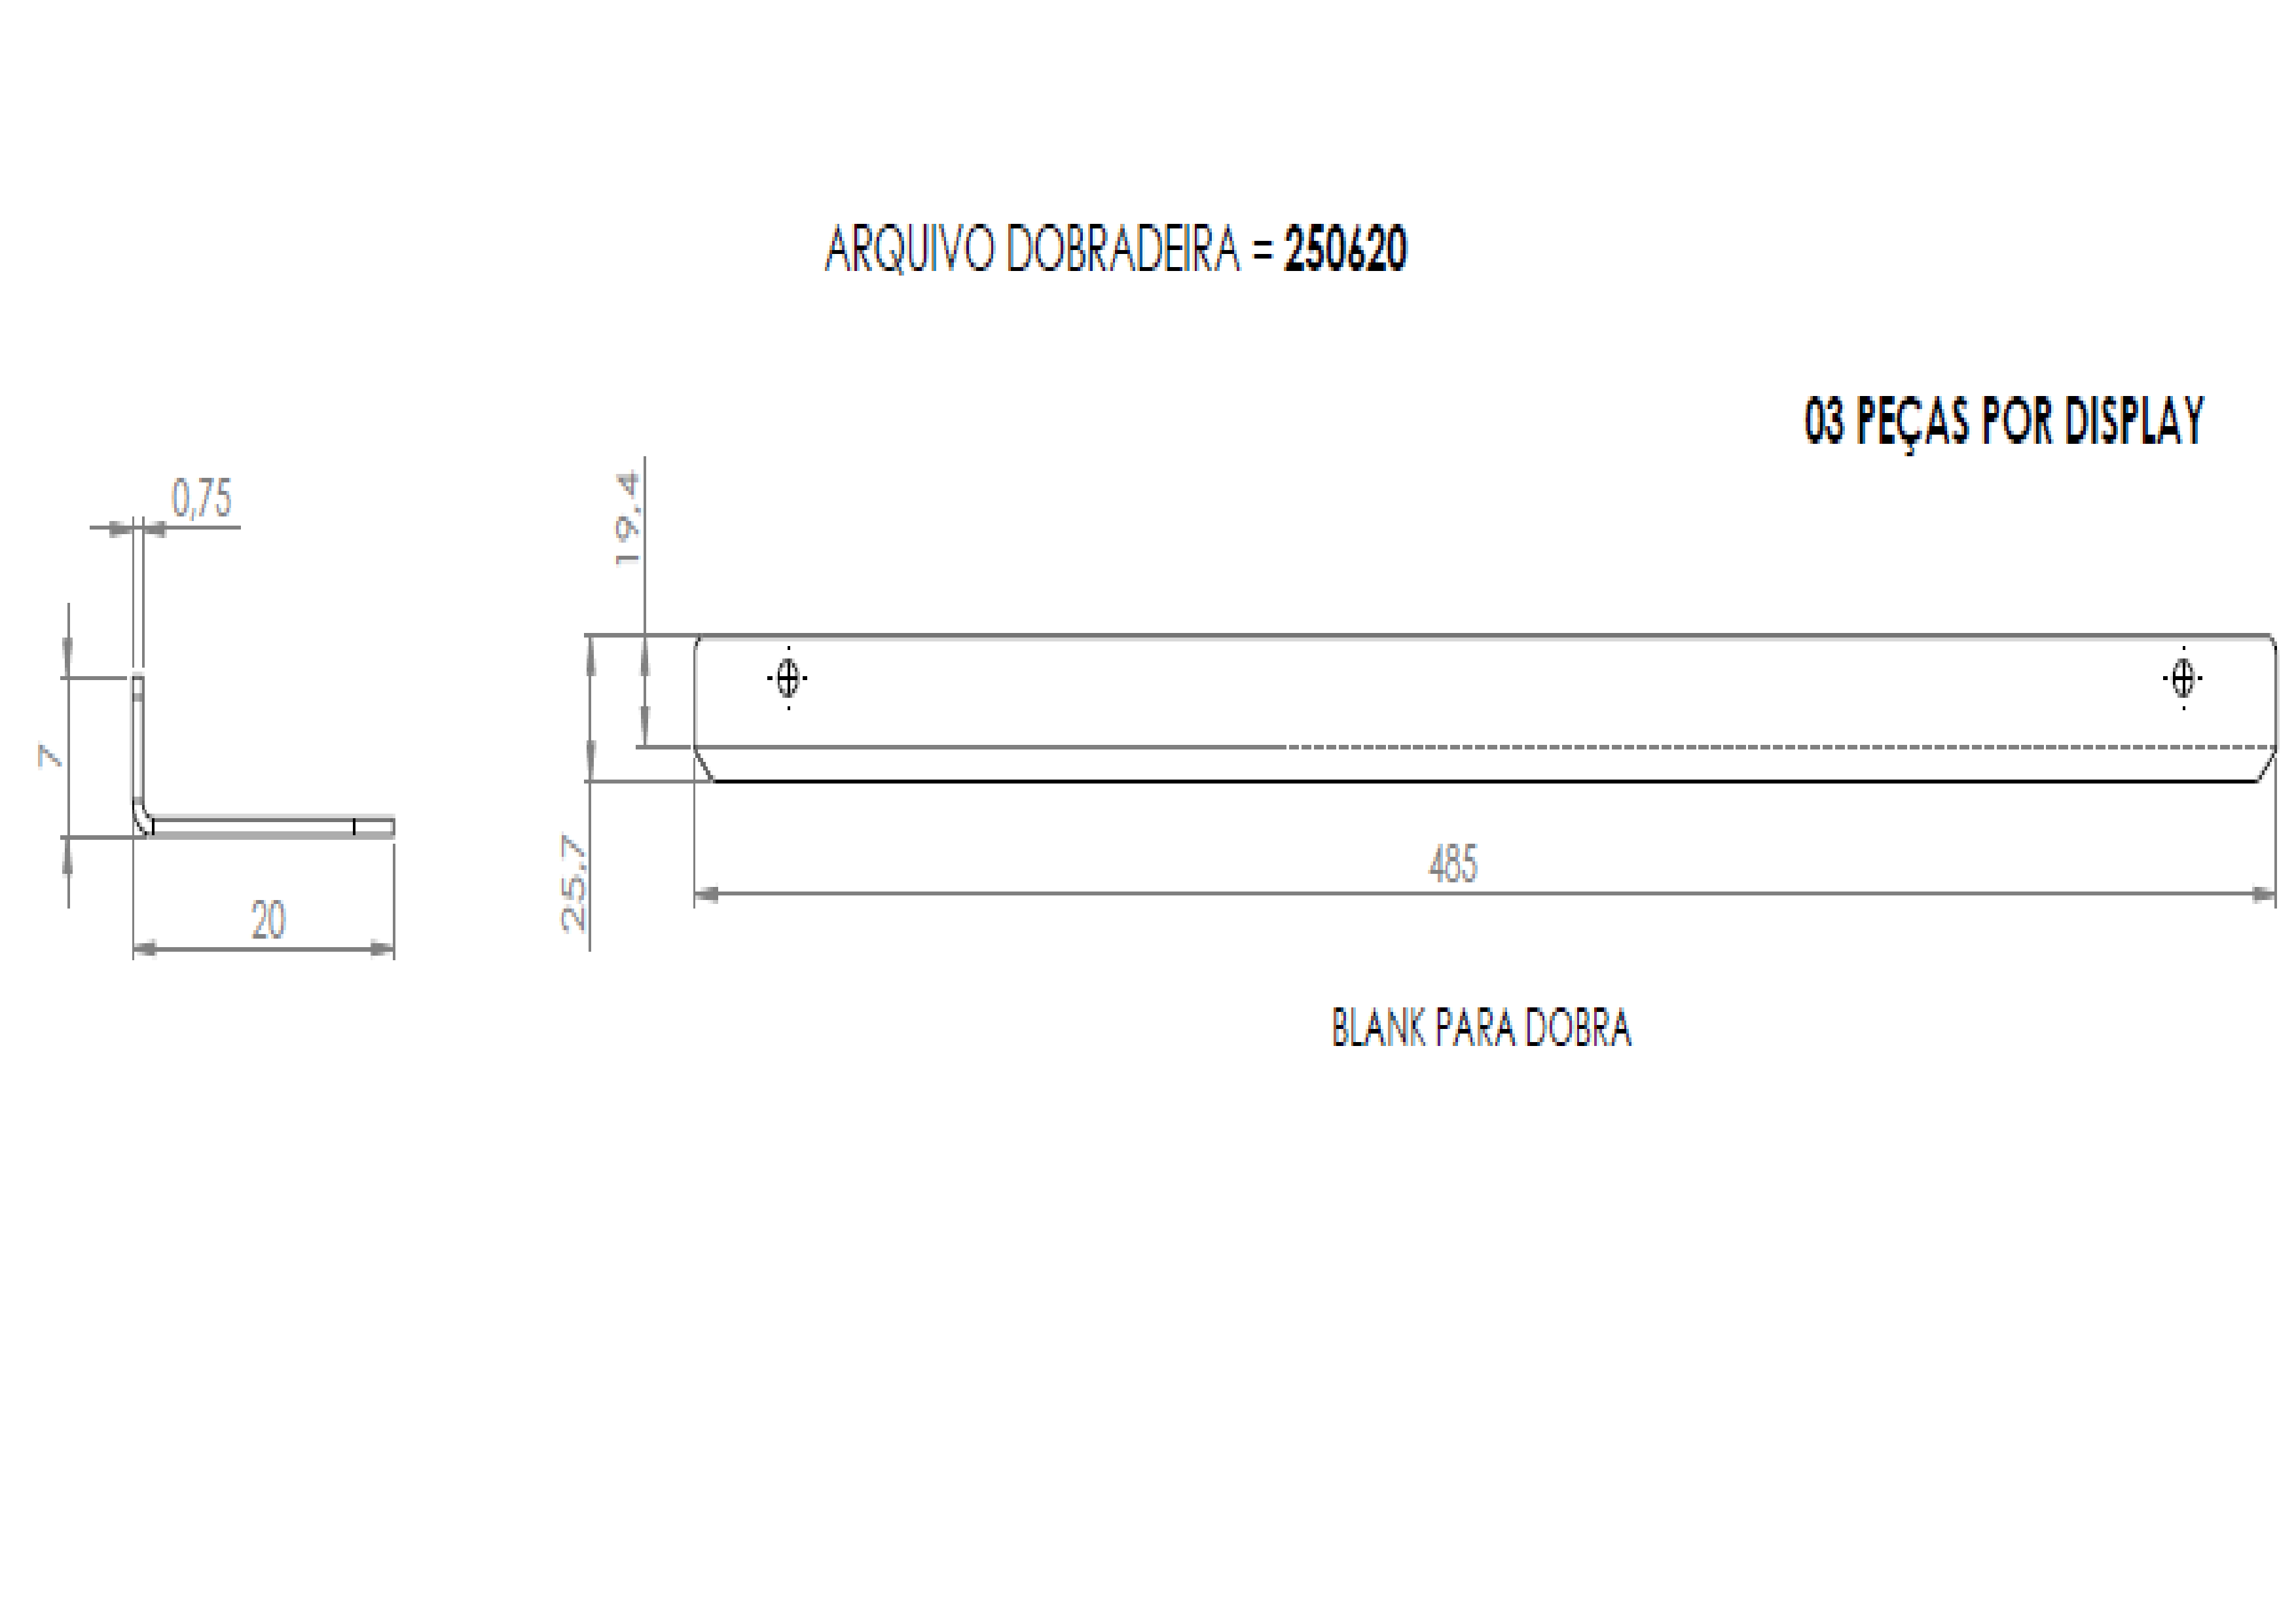 ARQUIVO DOBRADEIRA = 250620
03 PEÇAS POR DISPLAY
0,75
19,4
7
25,7
485
20
BLANK PARA DOBRA